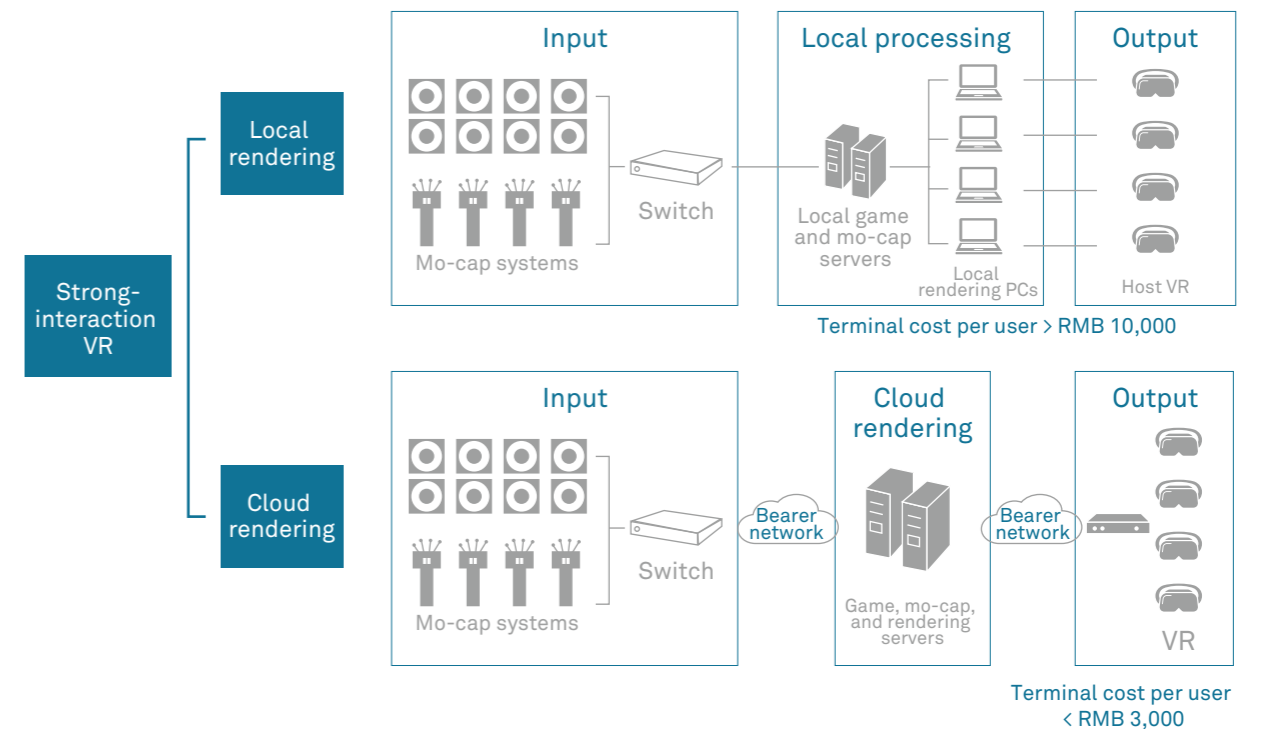 Strong-
interaction
VR
Local
rendering
Input
Mo-cap systems
Switch
Local processing
Local game
and mo-cap
servers
Local
rendering PCs
Output
Host VR
Terminal cost per user > RMB 10,000
Cloud
rendering
Input
Mo-cap systems
Switch
Bearer
network
Cloud
rendering
Game, mo-cap,
and rendering
servers
Bearer
network
Output
VR
Terminal cost per user
< RMB 3,000